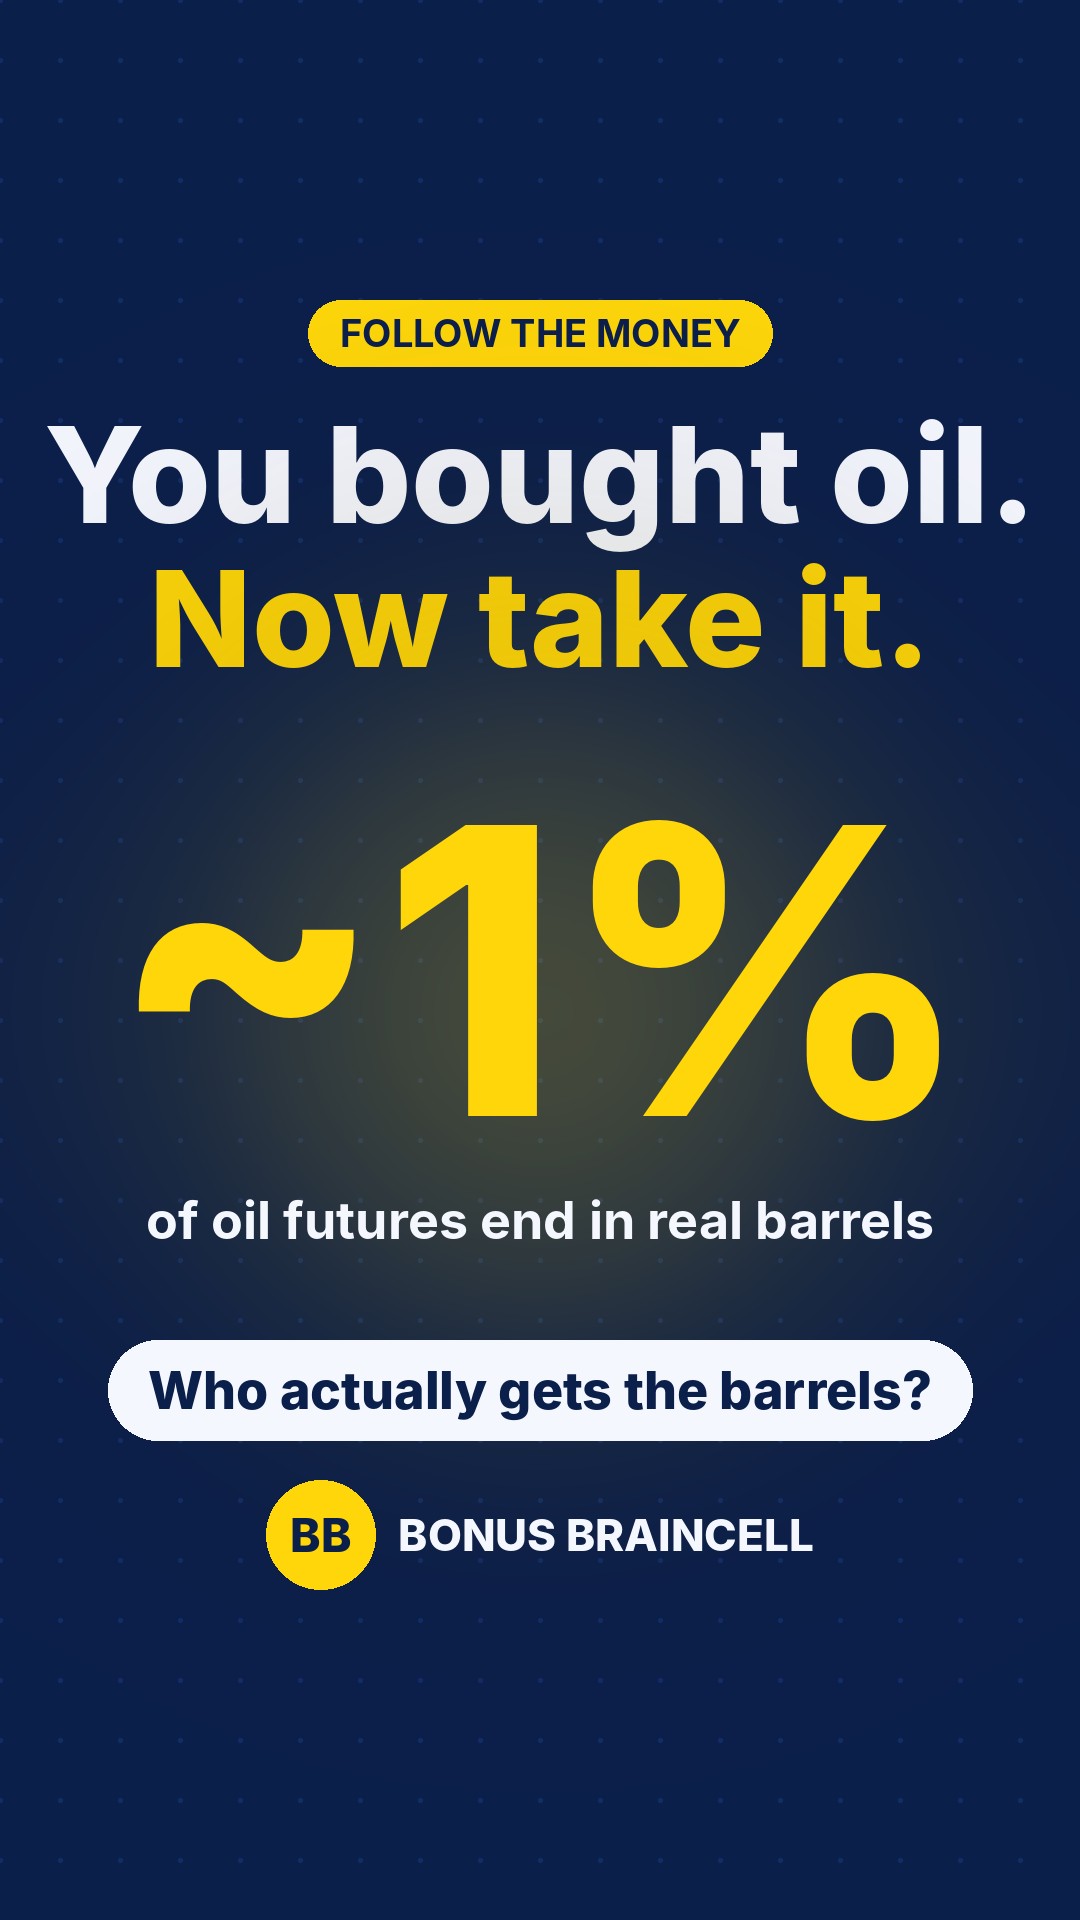 FOLLOW THE MONEY
You bought oil.
Now take it.
~1%
of oil futures end in real barrels
Who actually gets the barrels?
BB BONUS BRAINCELL